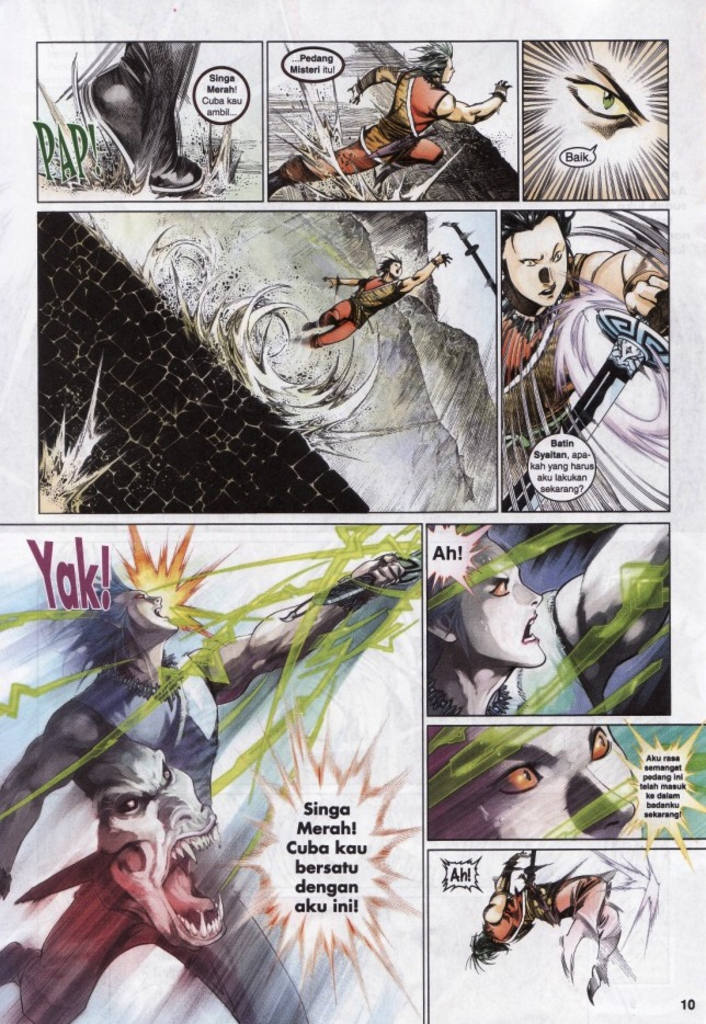 PAP!
Singa
Merah!
Cuba kau
...
...Pedang
Misteri itu!
Baik.
Batin
Syaitan, apa-
kah yang harus
aku lakukan
sekarang?
Yak!
Singa
Merah!
Cuba kau
bersatu
dengan
aku ini!
Ah!
Aku rasa
semangat
pedang ini
telah masuk
ke dalam
badanku
sekarang!
Ah!
10